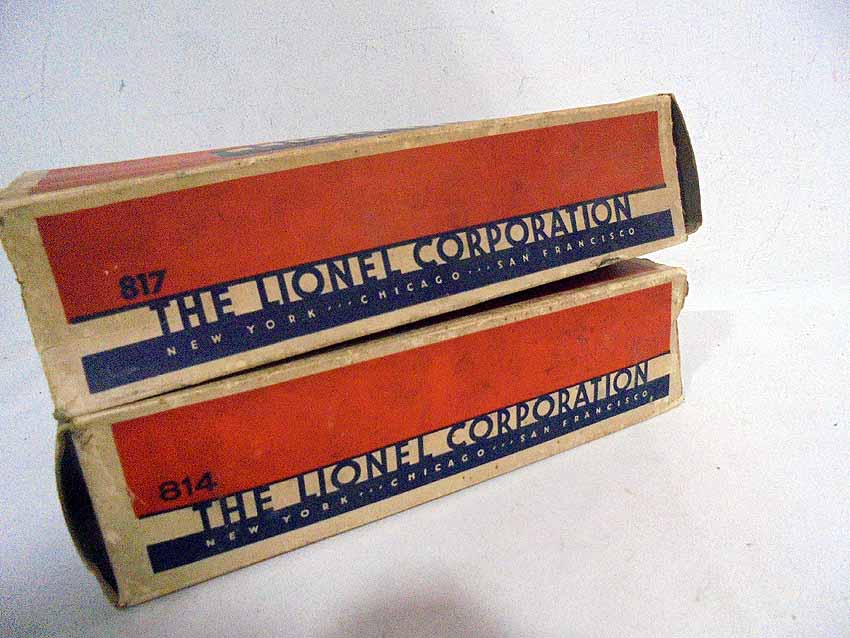 817
THE LIONEL CORPORATION
NEW YORK···CHICAGO···SAN FRANCISCO
814
THE LIONEL CORPORATION
NEW YORK···CHICAGO···SAN FRANCISCO